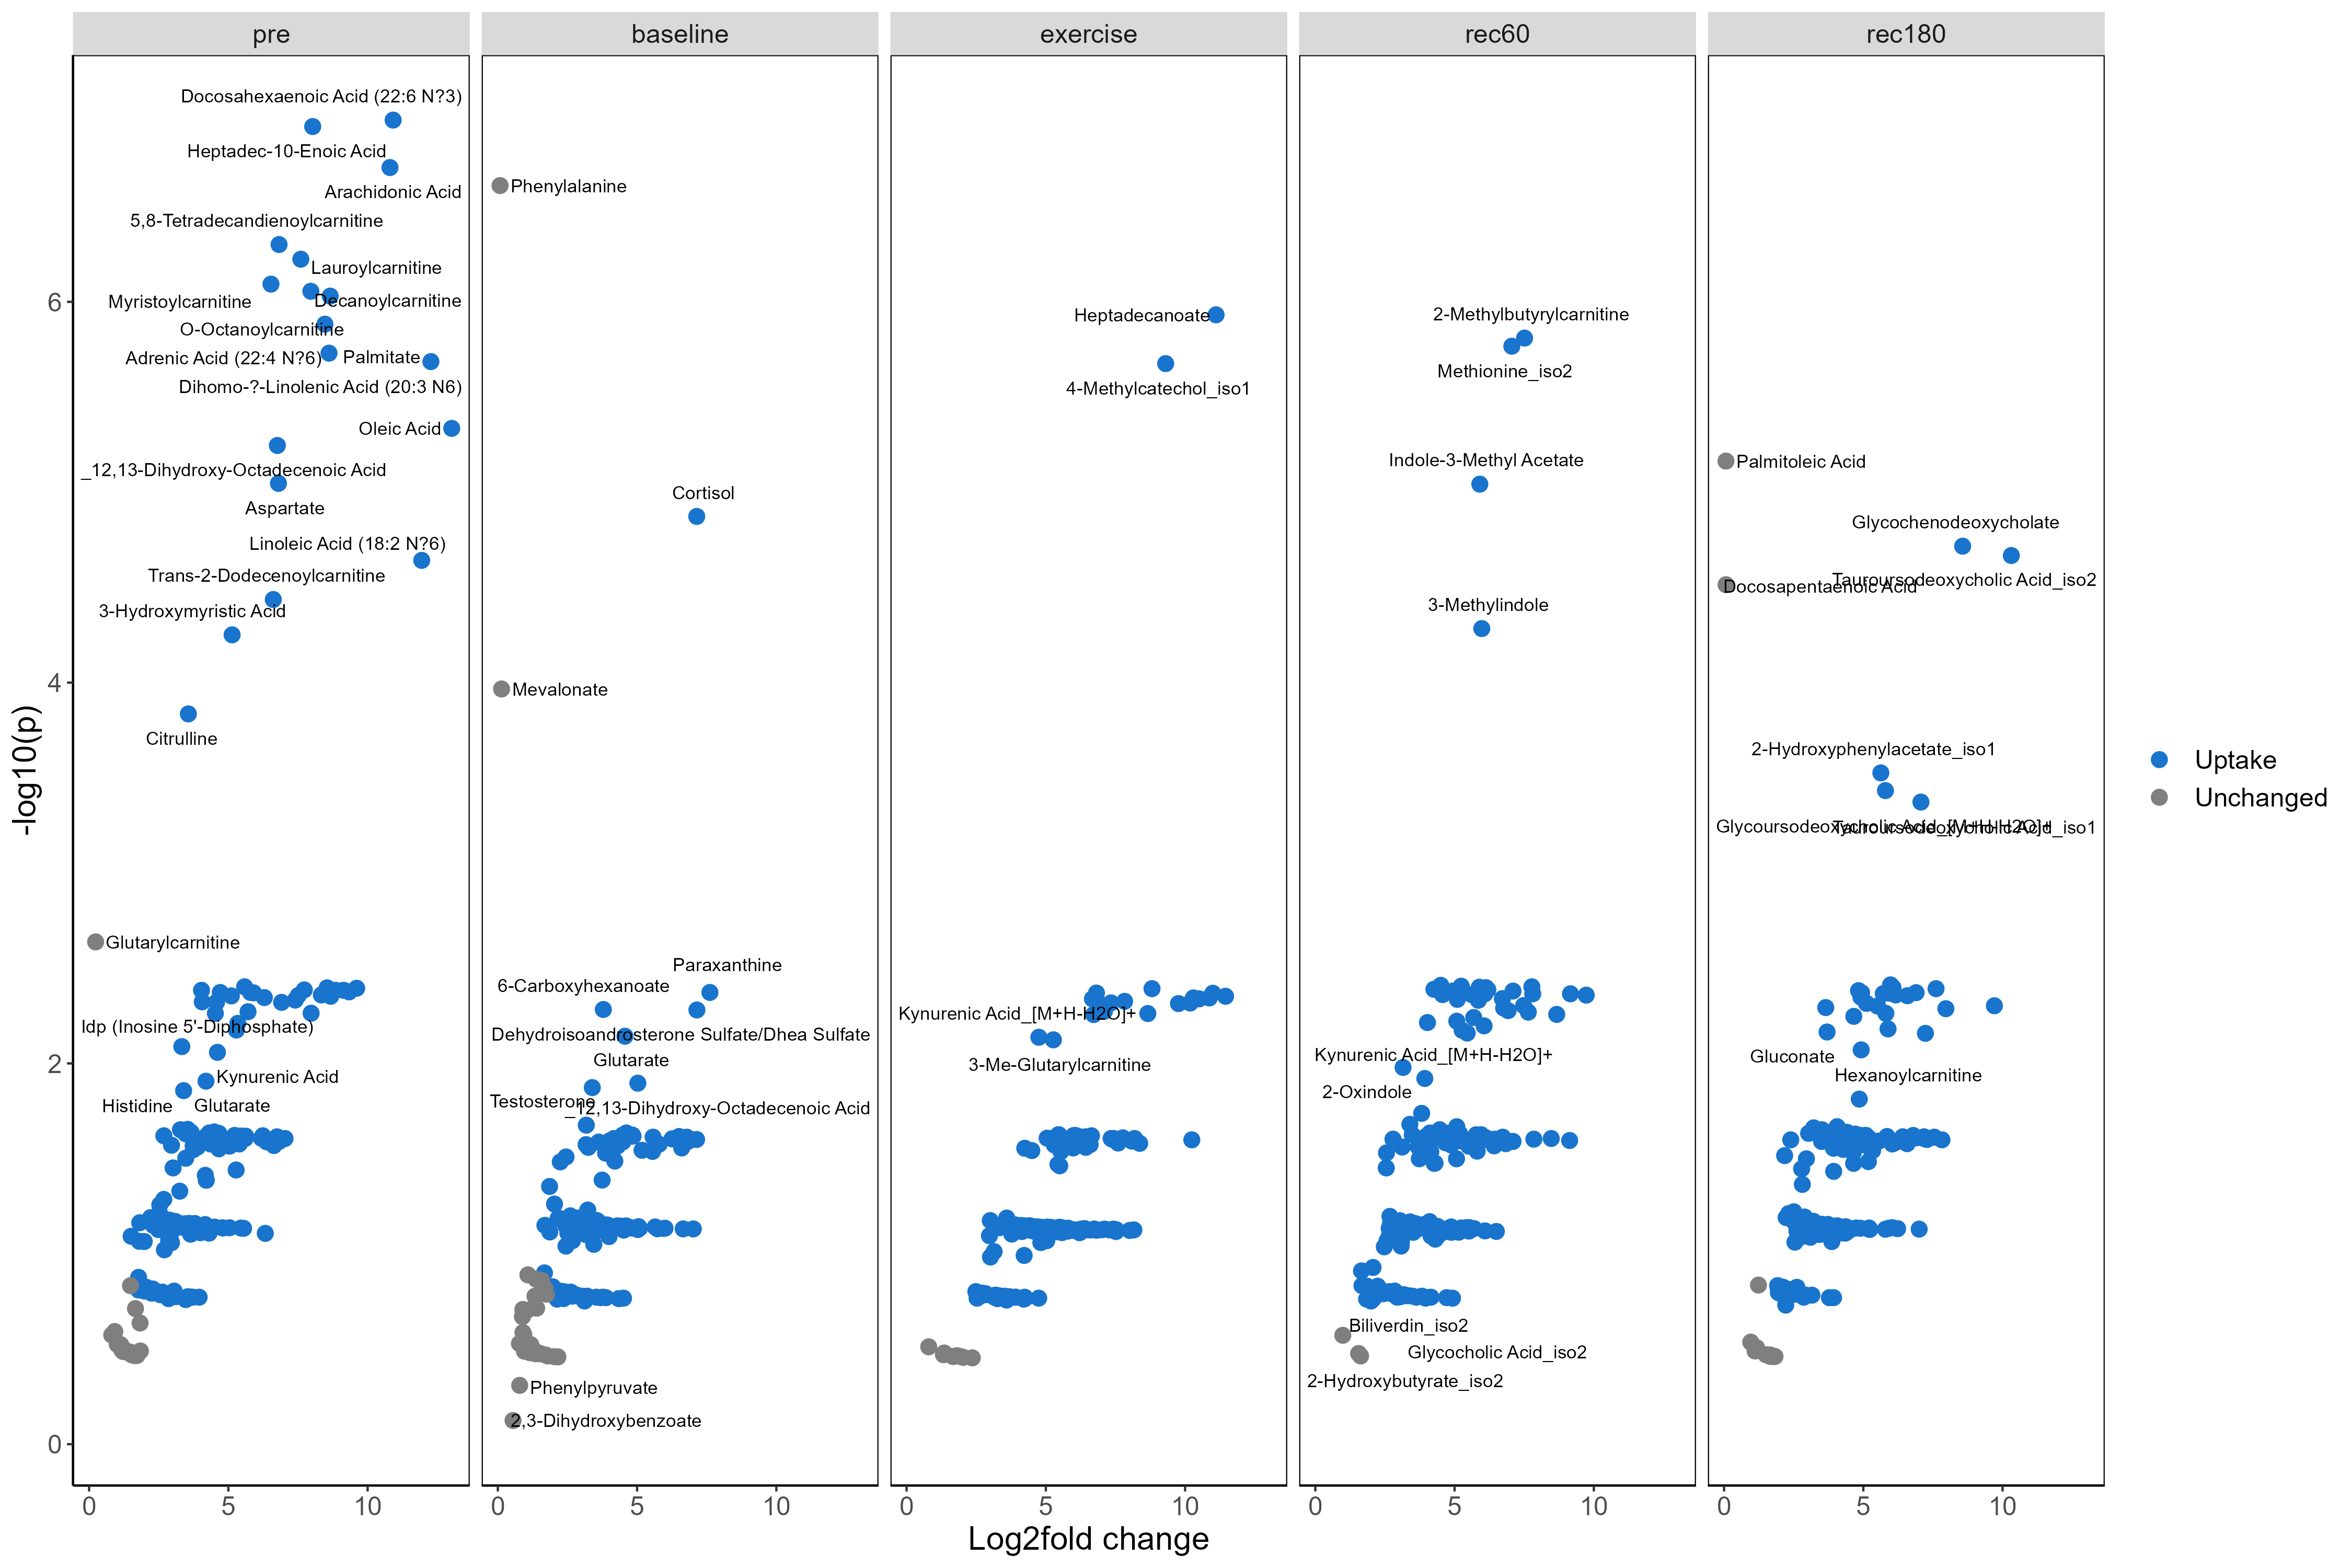 pre
baseline
exercise
rec60
rec180
Docosahexaenoic Acid (22:6 N?3)
Heptadec-10-Enoic Acid
Arachidonic Acid
5,8-Tetradecandienoylcarnitine
Lauroylcarnitine
Myristoylcarnitine
Decanoylcarnitine
O-Octanoylcarnitine
Adrenic Acid (22:4 N?6)
Palmitate
Dihomo-?-Linolenic Acid (20:3 N6)
Oleic Acid
_12,13-Dihydroxy-Octadecenoic Acid
Aspartate
Linoleic Acid (18:2 N?6)
Trans-2-Dodecenoylcarnitine
3-Hydroxymyristic Acid
Citrulline
Glutarylcarnitine
Idp (Inosine 5'-Diphosphate)
Kynurenic Acid
Histidine
Glutarate
Phenylalanine
Cortisol
Mevalonate
Paraxanthine
6-Carboxyhexanoate
Dehydroisoandrosterone Sulfate/Dhea Sulfate
Glutarate
Testosterone
_12,13-Dihydroxy-Octadecenoic Acid
Phenylpyruvate
2,3-Dihydroxybenzoate
Heptadecanoate
4-Methylcatechol_iso1
Kynurenic Acid_[M+H-H2O]+
3-Me-Glutarylcarnitine
2-Methylbutyrylcarnitine
Methionine_iso2
Indole-3-Methyl Acetate
3-Methylindole
Kynurenic Acid_[M+H-H2O]+
2-Oxindole
Biliverdin_iso2
Glycocholic Acid_iso2
2-Hydroxybutyrate_iso2
Palmitoleic Acid
Glycochenodeoxycholate
Tauroursodeoxycholic Acid_iso2
Docosapentaenoic Acid
2-Hydroxyphenylacetate_iso1
Glycoursodeoxycholic Acid_[M+H-H2O]+
Tauroursodeoxycholic Acid_iso1
Gluconate
Hexanoylcarnitine
6
4
2
0
-log10(p)
0 5 10
0 5 10
0 5 10
0 5 10
0 5 10
Log2fold change
Uptake
Unchanged